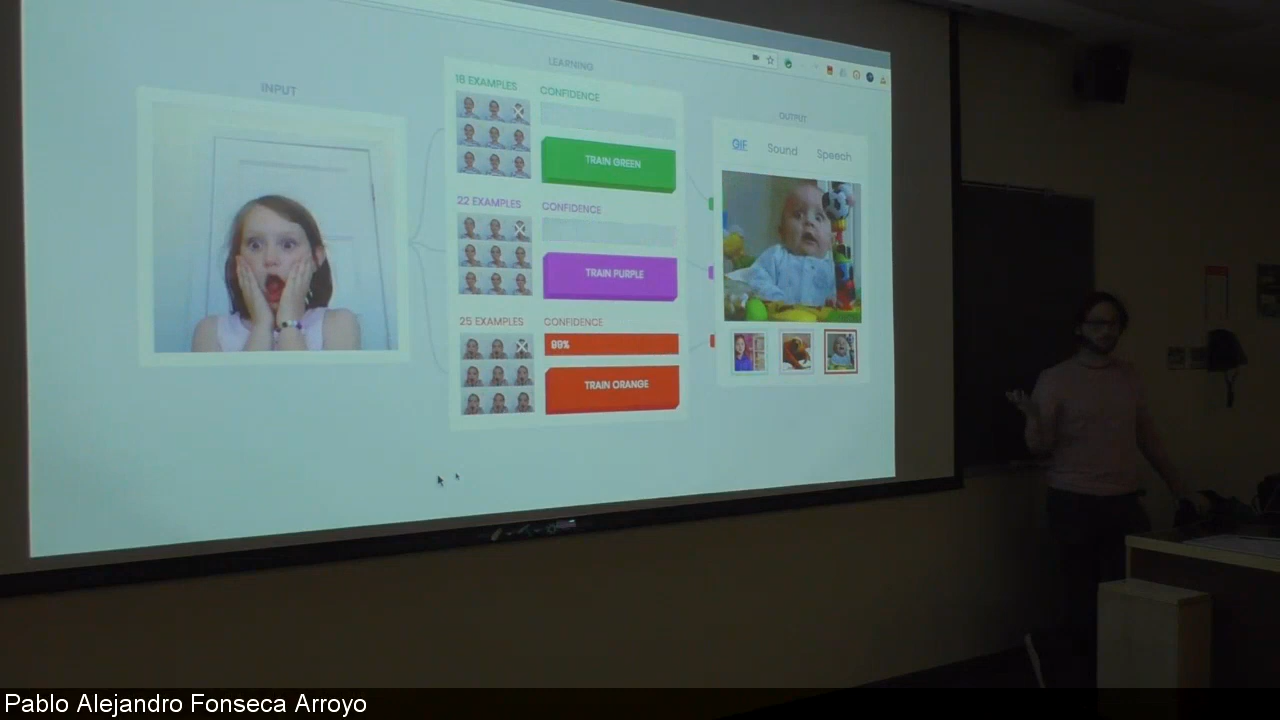 LEARNING
INPUT
18 EXAMPLES
CONFIDENCE
TRAIN GREEN
22 EXAMPLES
CONFIDENCE
TRAIN PURPLE
25 EXAMPLES
CONFIDENCE
99%
TRAIN ORANGE
OUTPUT
GIF Sound Speech
Pablo Alejandro Fonseca Arroyo